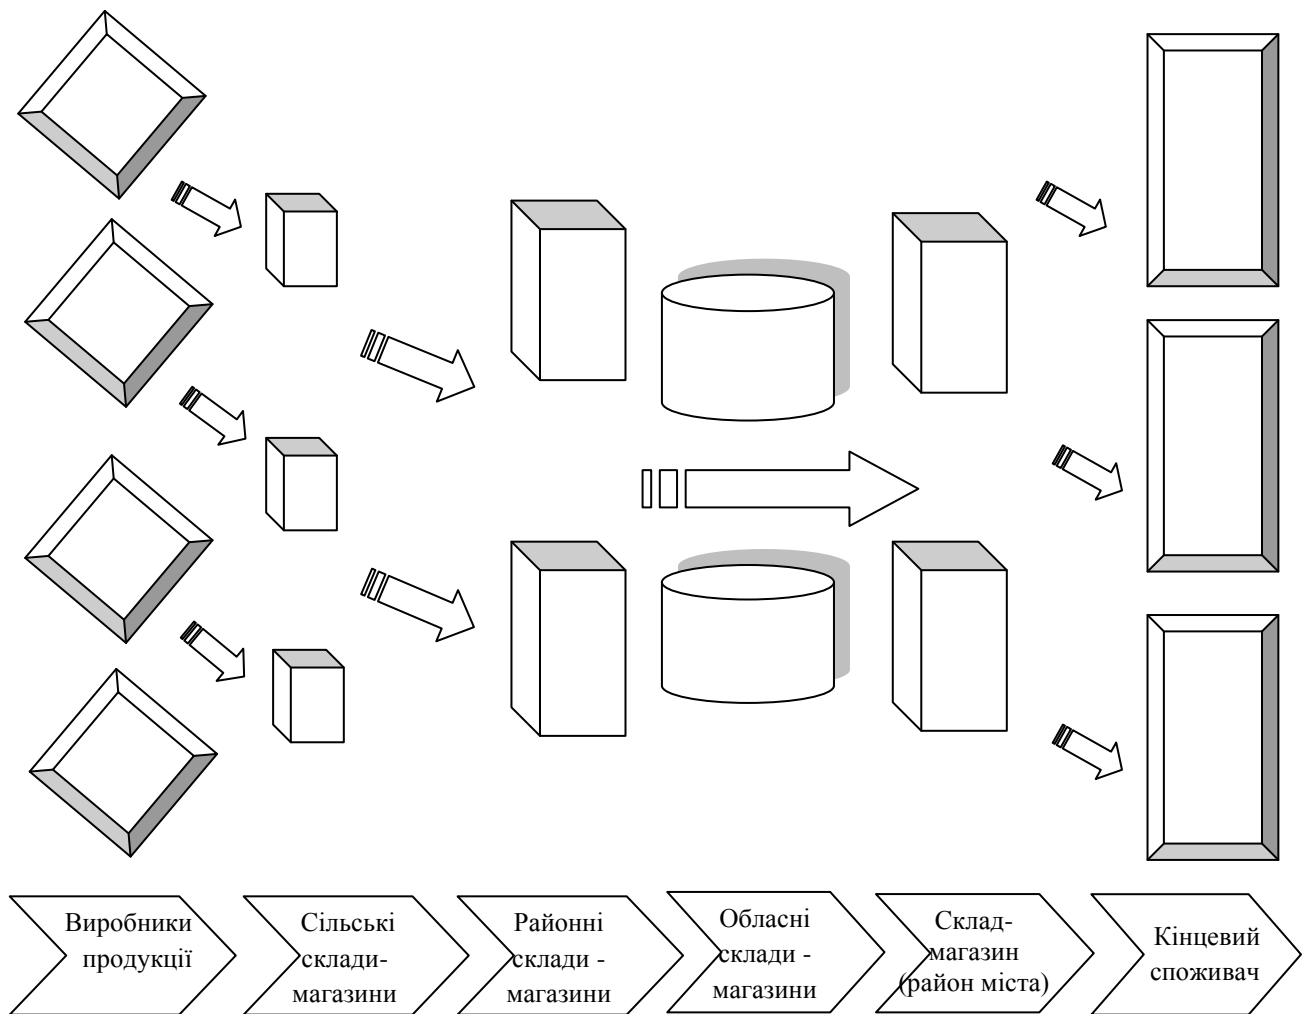 Виробники
продукції
Сільські
склади-
магазини
Районні
склади -
магазини
Обласні
склади -
магазини
Склад-
магазин
(район міста)
Кінцевий
споживач